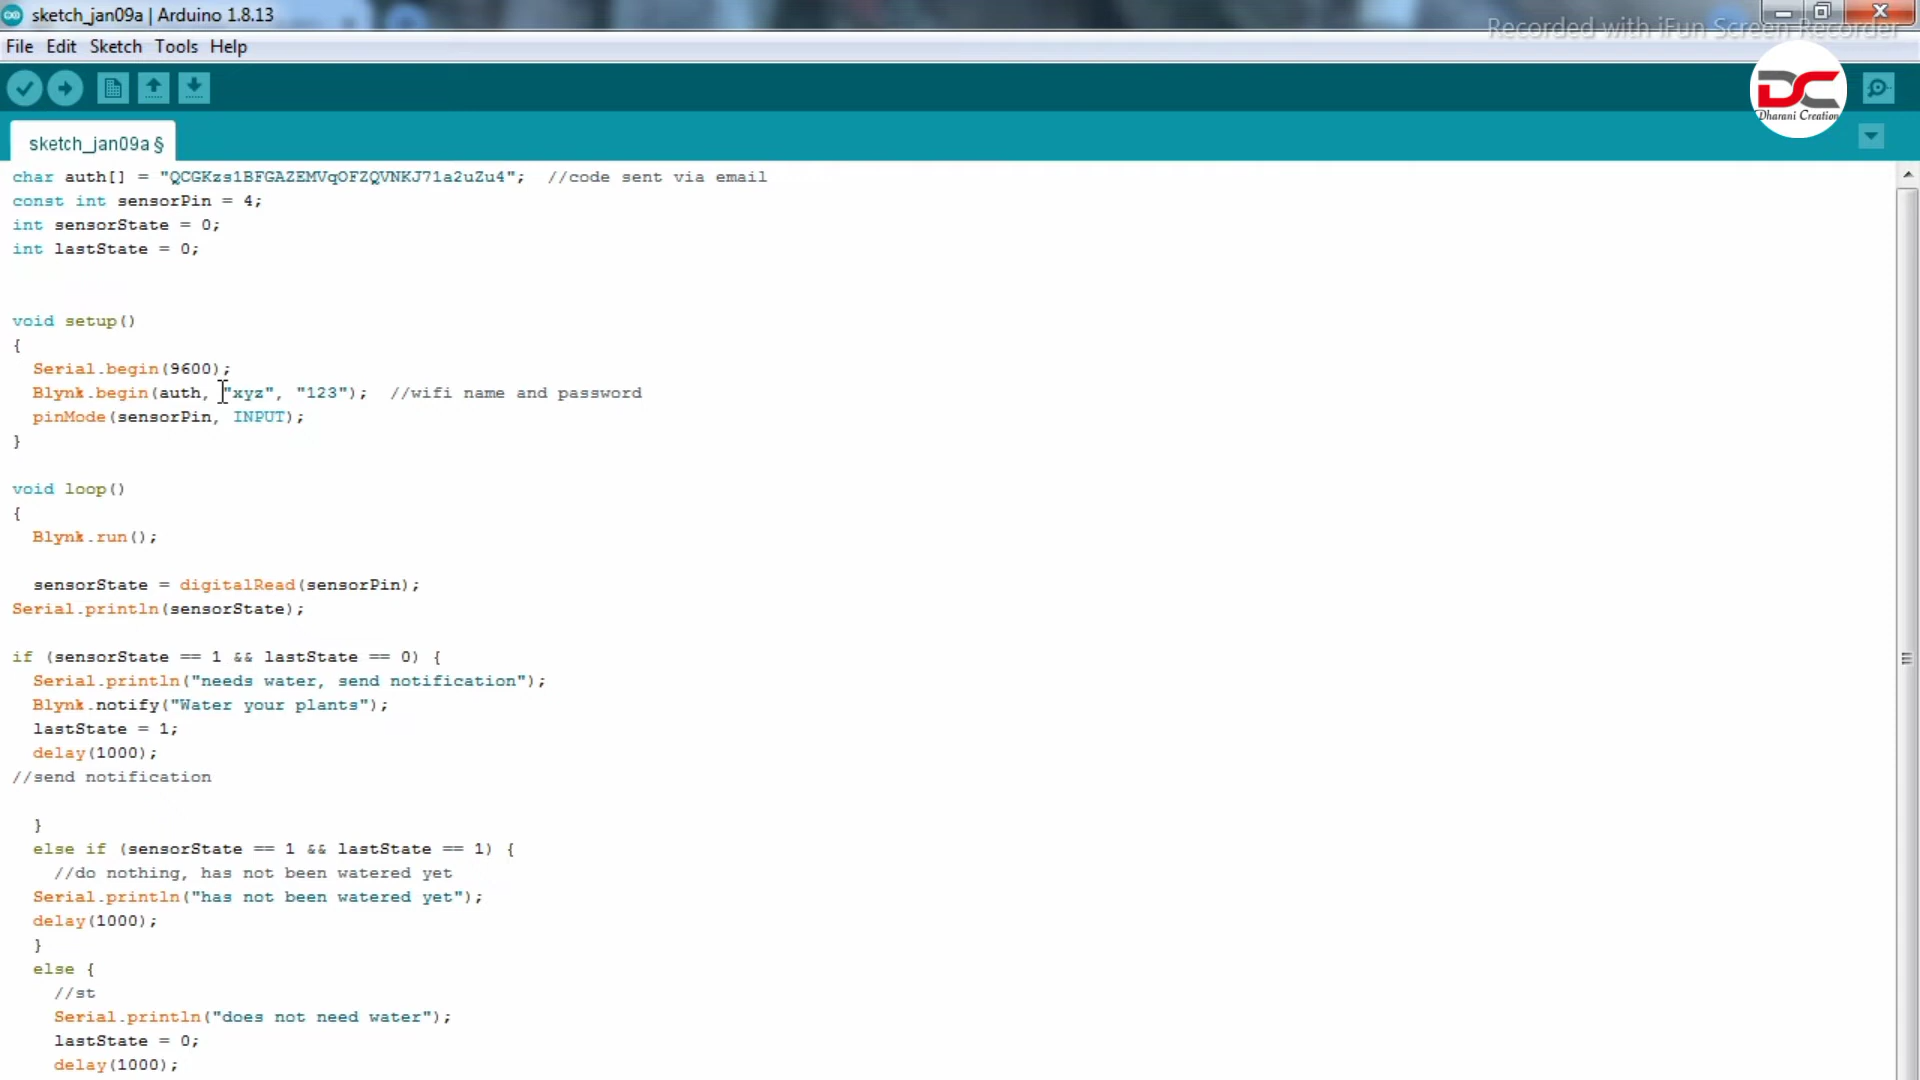 sketch_jan09a | Arduino 1.8.13
Recorded with iFun Screen Recorder
File Edit Sketch Tools Help
DC
Dharani Creation
sketch_jan09a §
char auth[] = "QCGKzs1BFGAZEMVqOFZQVNKJ71a2uZu4";  //code sent via email
const int sensorPin = 4;
int sensorState = 0;
int lastState = 0;
void setup()
{
  Serial.begin(9600);
  Blynk.begin(auth, "xyz", "123");  //wifi name and password
  pinMode(sensorPin, INPUT);
}
void loop()
{
  Blynk.run();
  sensorState = digitalRead(sensorPin);
Serial.println(sensorState);
if (sensorState == 1 && lastState == 0) {
  Serial.println("needs water, send notification");
  Blynk.notify("Water your plants");
  lastState = 1;
  delay(1000);
//send notification
  }
  else if (sensorState == 1 && lastState == 1) {
    //do nothing, has not been watered yet
  Serial.println("has not been watered yet");
  delay(1000);
  }
  else {
    //st
    Serial.println("does not need water");
    lastState = 0;
    delay(1000);